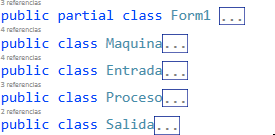 3 referencias
public partial class Form1 ...
4 referencias
public class Maquina...
4 referencias
public class Entrada...
3 referencias
public class Proceso...
2 referencias
public class Salida...